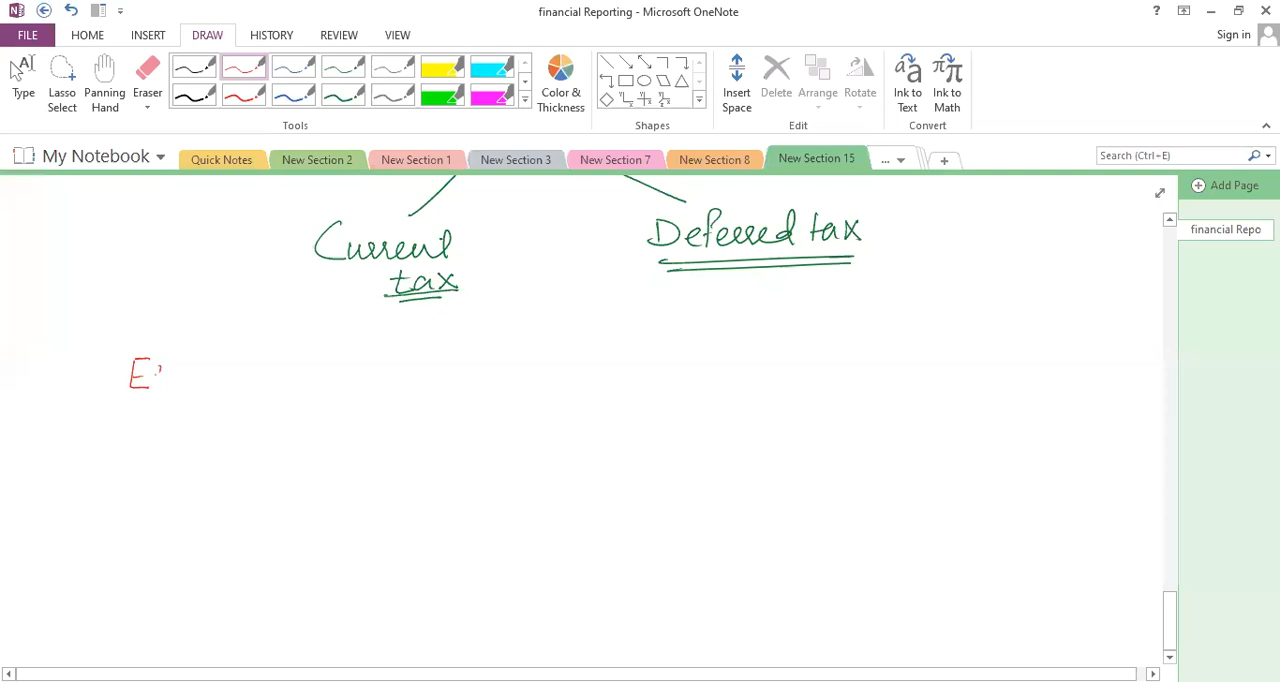 financial Reporting - Microsoft OneNote
?
FILE HOME INSERT DRAW HISTORY REVIEW VIEW
Sign in
Type
Lasso Select
Panning Hand
Eraser
Color & Thickness
Insert Space
Delete
Arrange
Rotate
Ink to Text
Ink to Math
Tools Shapes Edit Convert
My Notebook
Quick Notes New Section 2 New Section 1 New Section 3 New Section 7 New Section 8 New Section 15 ...
Search (Ctrl+E)
Add Page
financial Repo
Current
tax
Deferred tax
E